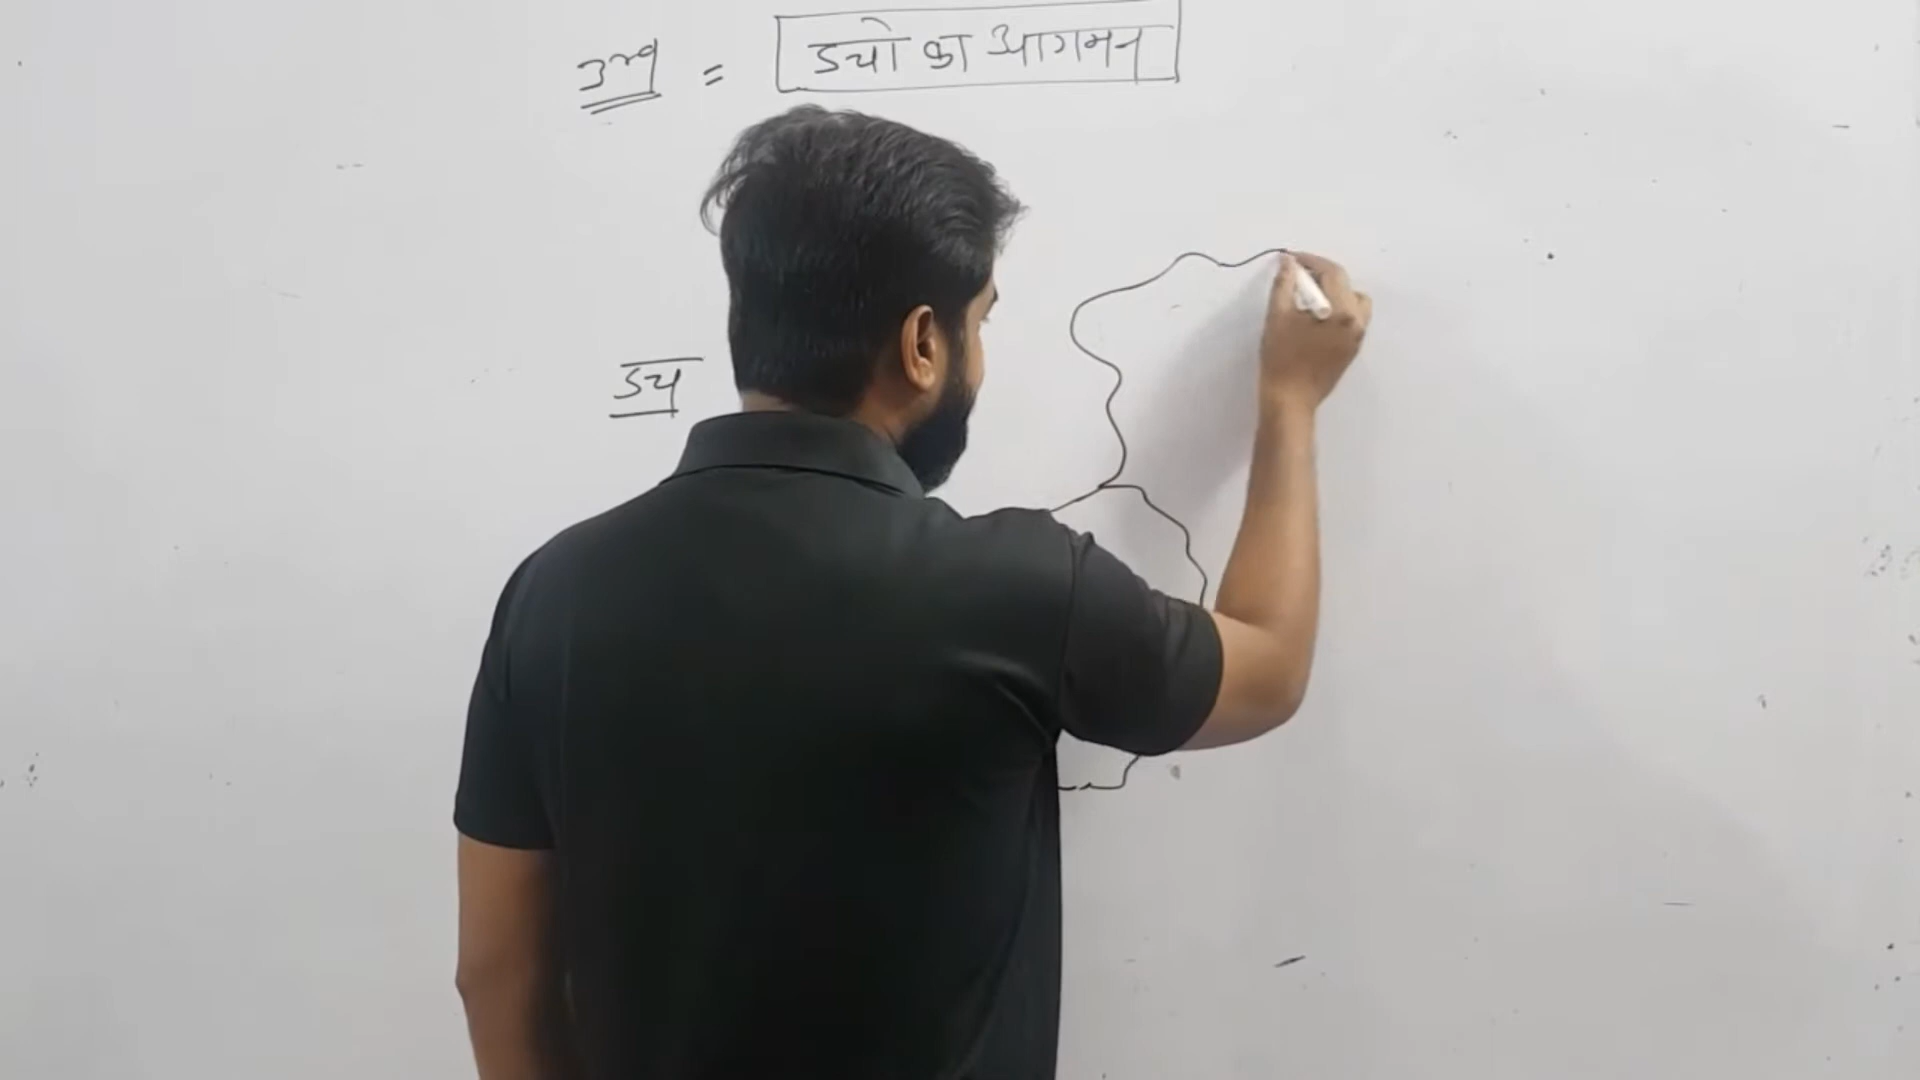 = डचो का आगमन
डच